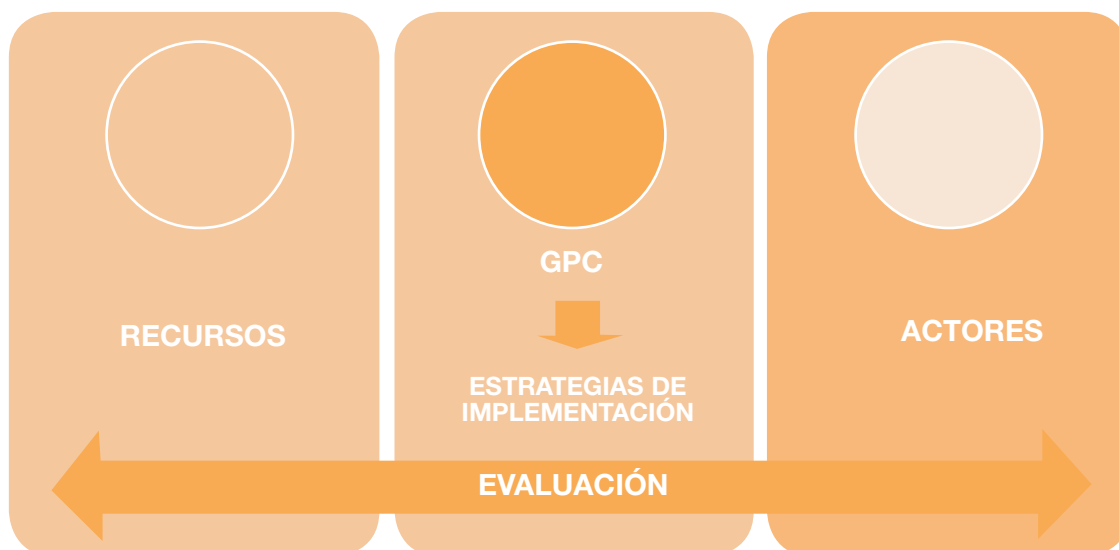 RECURSOS
GPC
ESTRATEGIAS DE
IMPLEMENTACIÓN
ACTORES
EVALUACIÓN